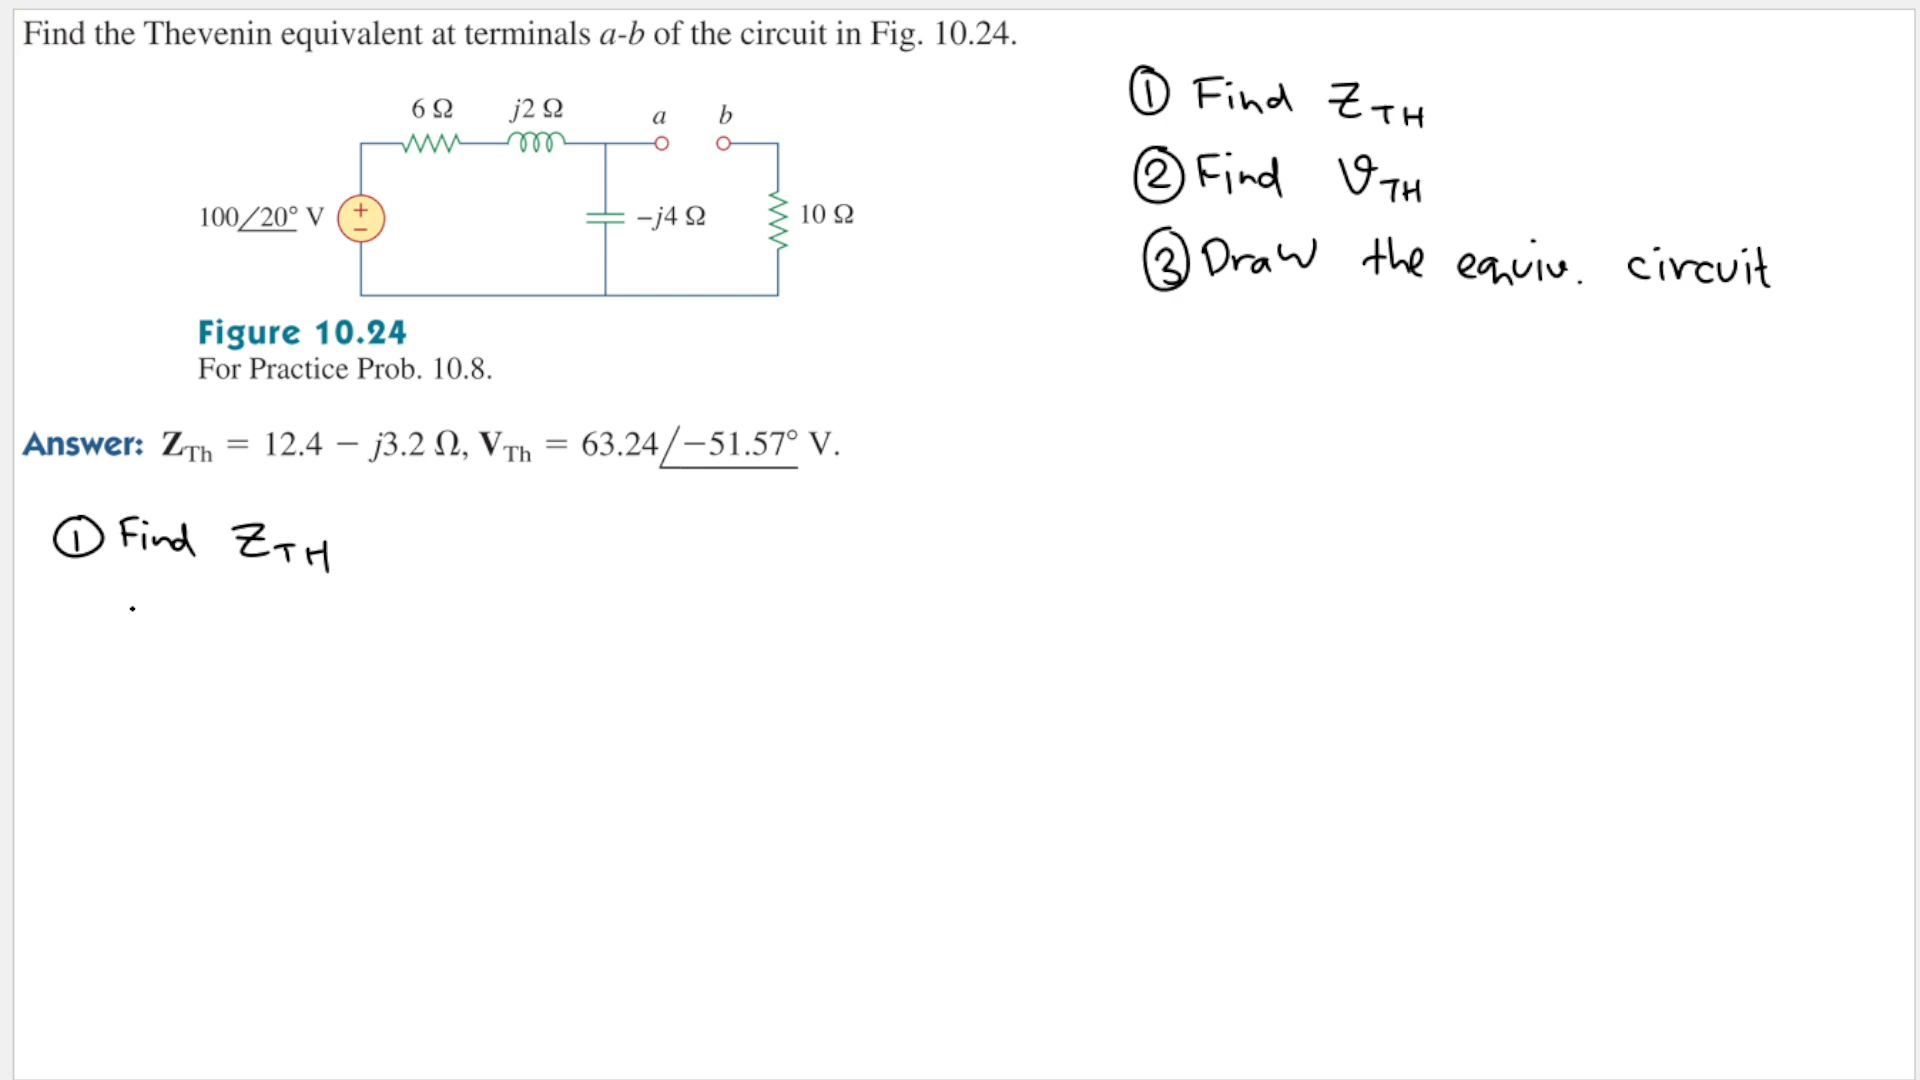 Find the Thevenin equivalent at terminals a-b of the circuit in Fig. 10.24.
① Find ZTH
② Find VTH
③ Draw the equiv. circuit
6 Ω
j2 Ω
a
b
100∠20° V
+
−
−j4 Ω
10 Ω
Figure 10.24
For Practice Prob. 10.8.
Answer: ZTh = 12.4 − j3.2 Ω, VTh = 63.24∠−51.57° V.
① Find ZTH